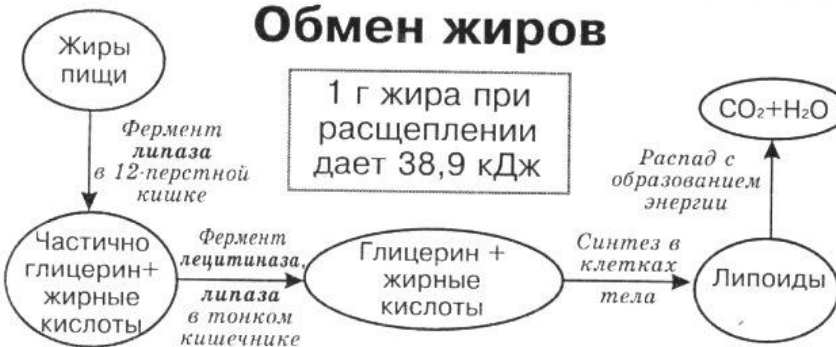 Обмен жиров
Жиры
пищи
1 г жира при
расщеплении
дает 38,9 кДж
CO₂+H₂O
Фермент
липаза
в 12-перстной
кишке
Распад с
образованием
энергии
Частично
глицерин+
жирные
кислоты
Фермент
лецитиназа,
липаза
в тонком
кишечнике
Глицерин +
жирные
кислоты
Синтез в
клетках
тела
Липоиды